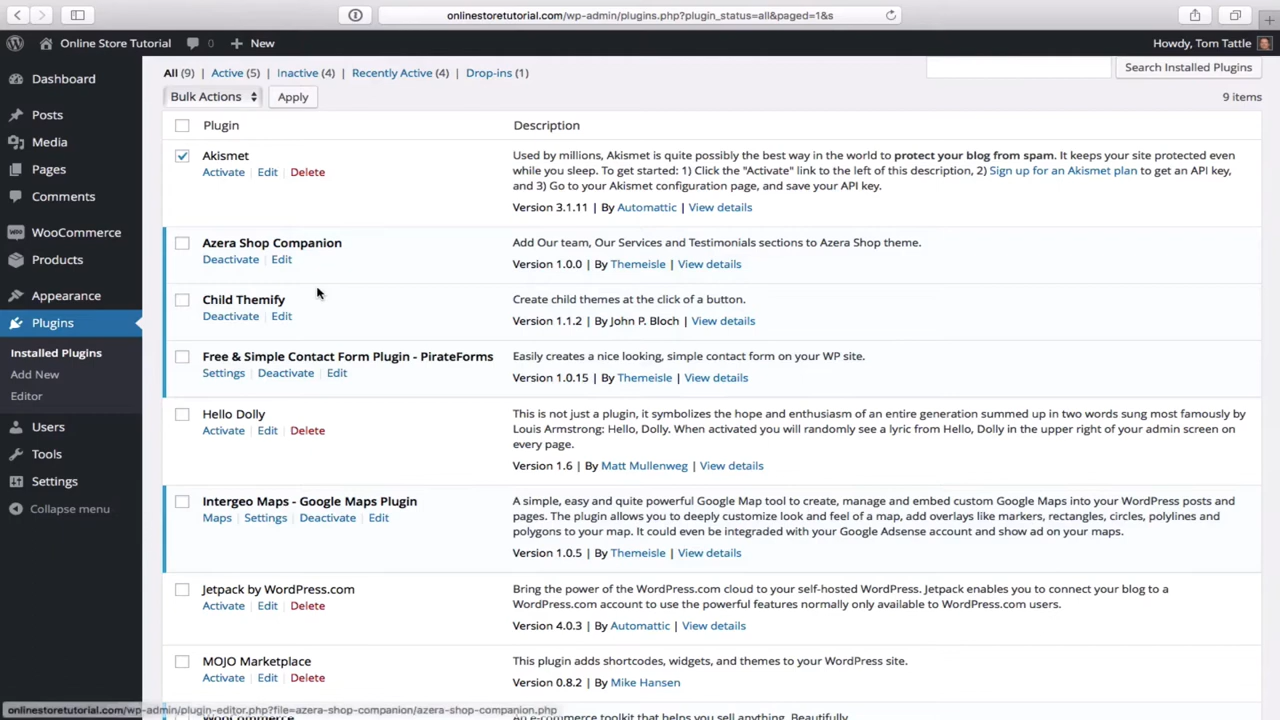 onlinestoretutorial.com/wp-admin/plugins.php?plugin_status=all&paged=1&s
Online Store Tutorial 0 + New Howdy, Tom Tattle
Dashboard
Posts
Media
Pages
Comments
WooCommerce
Products
Appearance
Plugins
Installed Plugins
Add New
Editor
Users
Tools
Settings
Collapse menu
All (9) | Active (5) | Inactive (4) | Recently Active (4) | Drop-ins (1)
Search Installed Plugins
Bulk Actions Apply
9 items
Plugin Description
Akismet
Activate | Edit | Delete
Used by millions, Akismet is quite possibly the best way in the world to protect your blog from spam. It keeps your site protected even
while you sleep. To get started: 1) Click the "Activate" link to the left of this description, 2) Sign up for an Akismet plan to get an API key,
and 3) Go to your Akismet configuration page, and save your API key.
Version 3.1.11 | By Automattic | View details
Azera Shop Companion
Deactivate | Edit
Add Our team, Our Services and Testimonials sections to Azera Shop theme.
Version 1.0.0 | By Themeisle | View details
Child Themify
Deactivate | Edit
Create child themes at the click of a button.
Version 1.1.2 | By John P. Bloch | View details
Free & Simple Contact Form Plugin - PirateForms
Settings | Deactivate | Edit
Easily creates a nice looking, simple contact form on your WP site.
Version 1.0.15 | By Themeisle | View details
Hello Dolly
Activate | Edit | Delete
This is not just a plugin, it symbolizes the hope and enthusiasm of an entire generation summed up in two words sung most famously by
Louis Armstrong: Hello, Dolly. When activated you will randomly see a lyric from Hello, Dolly in the upper right of your admin screen on
every page.
Version 1.6 | By Matt Mullenweg | View details
Intergeo Maps - Google Maps Plugin
Maps | Settings | Deactivate | Edit
A simple, easy and quite powerful Google Map tool to create, manage and embed custom Google Maps into your WordPress posts and
pages. The plugin allows you to deeply customize look and feel of a map, add overlays like markers, rectangles, circles, polylines and
polygons to your map. It could even be integrated with your Google Adsense account and show ad on your maps.
Version 1.0.5 | By Themeisle | View details
Jetpack by WordPress.com
Activate | Edit | Delete
Bring the power of the WordPress.com cloud to your self-hosted WordPress. Jetpack enables you to connect your blog to a
WordPress.com account to use the powerful features normally only available to WordPress.com users.
Version 4.0.3 | By Automattic | View details
MOJO Marketplace
Activate | Edit | Delete
This plugin adds shortcodes, widgets, and themes to your WordPress site.
Version 0.8.2 | By Mike Hansen
WooCommerce
An e-commerce toolkit that helps you sell anything. Beautifully.
onlinestoretutorial.com/wp-admin/plugin-editor.php?file=azera-shop-companion/azera-shop-companion.php